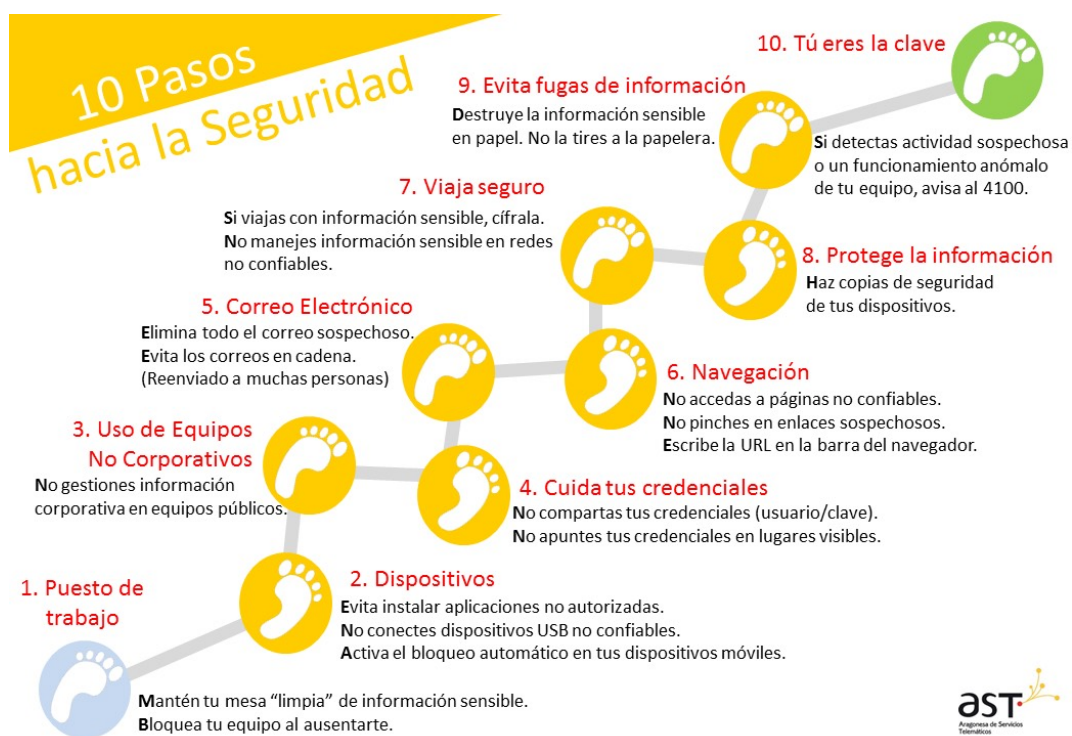 10 Pasos
hacia la Seguridad
1. Puesto de
trabajo
Mantén tu mesa “limpia” de información sensible.
Bloquea tu equipo al ausentarte.
2. Dispositivos
Evita instalar aplicaciones no autorizadas.
No conectes dispositivos USB no confiables.
Activa el bloqueo automático en tus dispositivos móviles.
3. Uso de Equipos
No Corporativos
No gestiones información
corporativa en equipos públicos.
4. Cuida tus credenciales
No compartas tus credenciales (usuario/clave).
No apuntes tus credenciales en lugares visibles.
5. Correo Electrónico
Elimina todo el correo sospechoso.
Evita los correos en cadena.
(Reenviado a muchas personas)
6. Navegación
No accedas a páginas no confiables.
No pinches en enlaces sospechosos.
Escribe la URL en la barra del navegador.
7. Viaja seguro
Si viajas con información sensible, cífrala.
No manejes información sensible en redes
no confiables.
8. Protege la información
Haz copias de seguridad
de tus dispositivos.
9. Evita fugas de información
Destruye la información sensible
en papel. No la tires a la papelera.
10. Tú eres la clave
Si detectas actividad sospechosa
o un funcionamiento anómalo
de tu equipo, avisa al 4100.
aST
Aragonesa de Servicios
Telemáticos